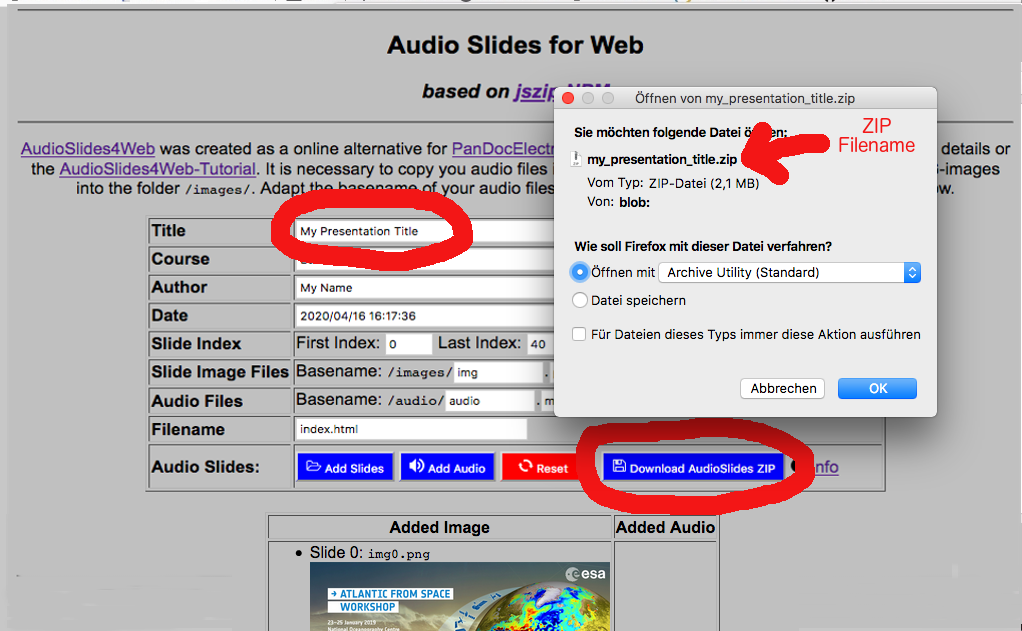 Audio Slides for Web
based on jszip NPM
Öffnen von my_presentation_title.zip
Sie möchten folgende Datei öffnen:
my_presentation_title.zip
Vom Typ: ZIP-Datei (2,1 MB)
Von: blob:
Wie soll Firefox mit dieser Datei verfahren?
Öffnen mit Archive Utility (Standard)
Datei speichern
Für Dateien dieses Typs immer diese Aktion ausführen
Abbrechen OK
ZIP
Filename
AudioSlides4Web was created as a online alternative for PanDocElectr details or
the AudioSlides4Web-Tutorial. It is necessary to copy you audio files -images
into the folder /images/. Adapt the basename of your audio files w.
Title My Presentation Title
Course
Author My Name
Date 2020/04/16 16:17:36
Slide Index First Index: 0 Last Index: 40
Slide Image Files Basename: /images/ img .
Audio Files Basename: /audio/ audio . m
Filename index.html
Audio Slides: Add Slides Add Audio Reset Download AudioSlides ZIP nfo
Added Image Added Audio
• Slide 0: img0.png
esa
→ ATLANTIC FROM SPACE
WORKSHOP
23–25 January 2019
National Oceanography Centre